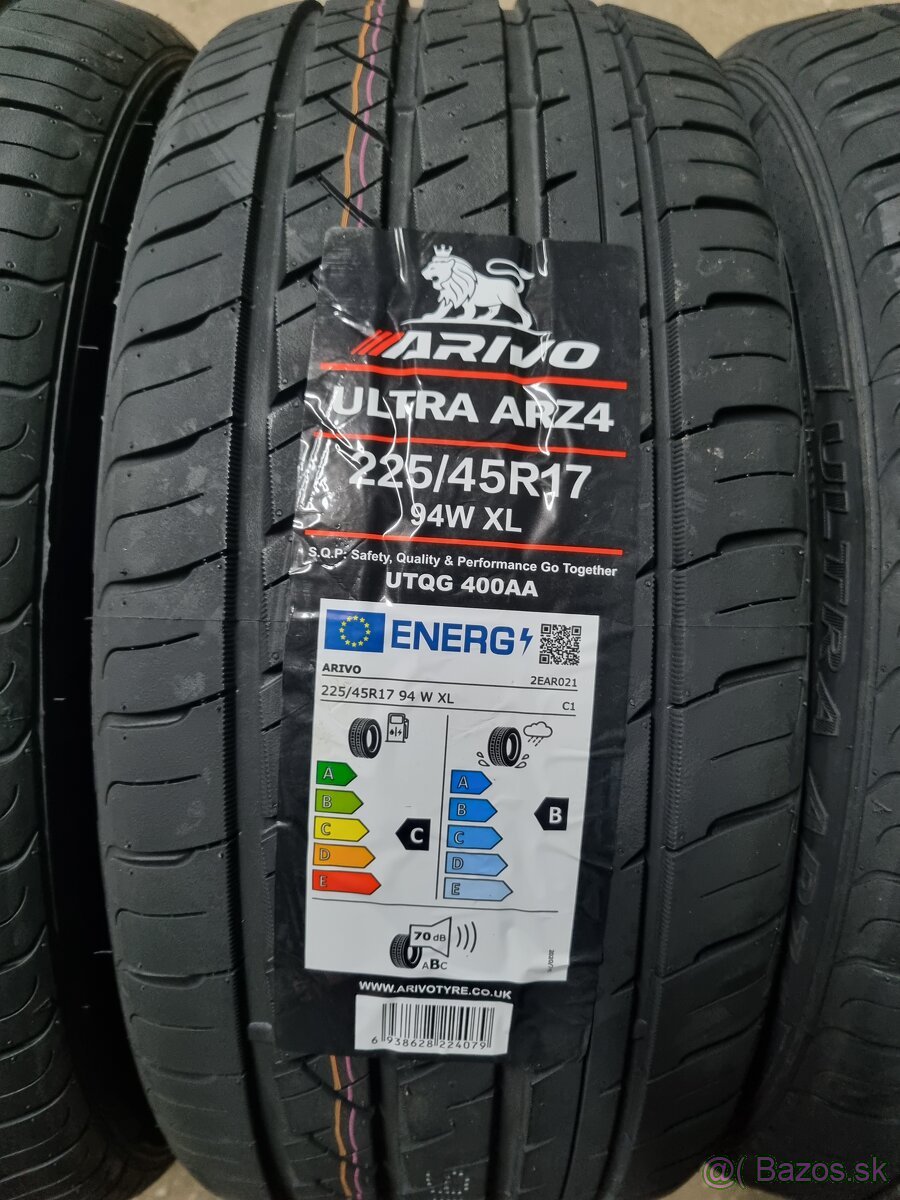 ARIVO
ULTRA ARZ4
225/45R17
94W XL
S.Q.P: Safety, Quality & Performance Go Together
UTQG 400AA
ENERG
ARIVO 2EAR021
225/45R17 94 W XL C1
A
B
C
D
E
C
A
B
C
D
E
B
70 dB
ABC
WWW.ARIVOTYRE.CO.UK
6 938628 224079
ULTRA AR
@( Bazos.sk